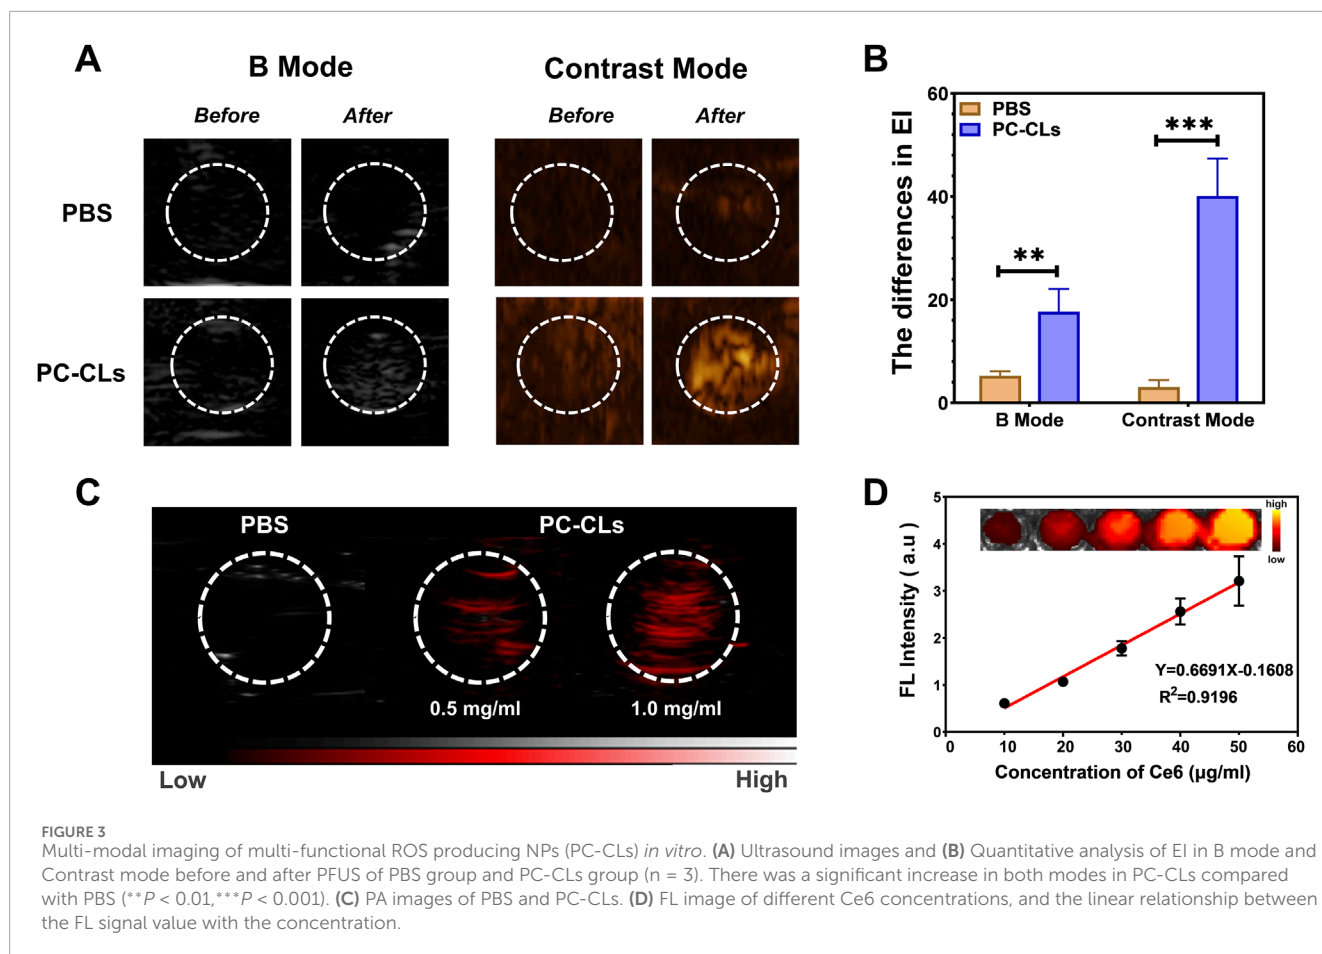 A
B Mode
Contrast Mode
Before
After
Before
After
PBS
PC-CLs
B
The differences in EI
60
40
20
0
PBS
PC-CLs
**
***
B Mode
Contrast Mode
C
PBS
PC-CLs
0.5 mg/ml
1.0 mg/ml
Low
High
D
FL Intensity ( a.u )
5
4
3
2
1
0
high
low
Y=0.6691X-0.1608
R²=0.9196
0
10
20
30
40
50
60
Concentration of Ce6 (μg/ml)
FIGURE 3
Multi-modal imaging of multi-functional ROS producing NPs (PC-CLs) in vitro. (A) Ultrasound images and (B) Quantitative analysis of EI in B mode and
Contrast mode before and after PFUS of PBS group and PC-CLs group (n = 3). There was a significant increase in both modes in PC-CLs compared
with PBS (**P < 0.01,***P < 0.001). (C) PA images of PBS and PC-CLs. (D) FL image of different Ce6 concentrations, and the linear relationship between
the FL signal value with the concentration.